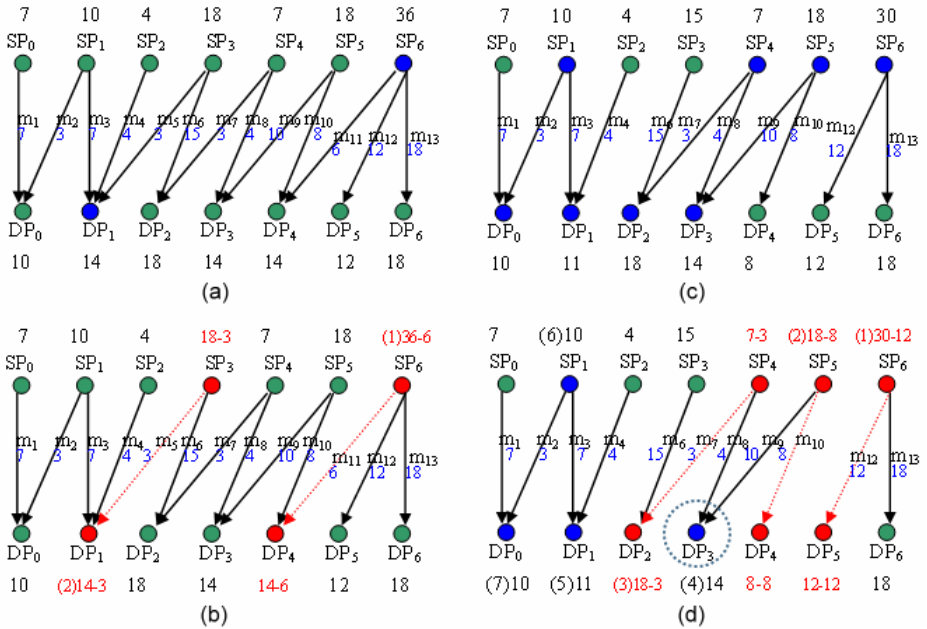 7 10 4 18 7 18 36
SP0 SP1 SP2 SP3 SP4 SP5 SP6
m1 m2 m3 m4 m5 m6 m7 m8 m9 m10 m11 m12 m13
7 3 7 4 3 15 3 4 10 8 6 12 18
DP0 DP1 DP2 DP3 DP4 DP5 DP6
10 14 18 14 14 12 18
(a)
7 10 4 15 7 18 30
SP0 SP1 SP2 SP3 SP4 SP5 SP6
m1 m2 m3 m4 m6 m7 m8 m9 m10 m12 m13
7 3 7 4 15 3 4 10 8 12 18
DP0 DP1 DP2 DP3 DP4 DP5 DP6
10 11 18 14 8 12 18
(c)
7 10 4 18-3 7 18 (1)36-6
SP0 SP1 SP2 SP3 SP4 SP5 SP6
m1 m2 m3 m4 m5 m6 m7 m8 m9 m10 m11 m12 m13
7 3 7 4 3 15 3 4 10 8 6 12 18
DP0 DP1 DP2 DP3 DP4 DP5 DP6
10 (2)14-3 18 14 14-6 12 18
(b)
7 (6)10 4 15 7-3 (2)18-8 (1)30-12
SP0 SP1 SP2 SP3 SP4 SP5 SP6
m1 m2 m3 m4 m6 m7 m8 m9 m10 m12 m13
7 3 7 4 15 3 4 10 8 12 18
DP0 DP1 DP2 DP3 DP4 DP5 DP6
(7)10 (5)11 (3)18-3 (4)14 8-8 12-12 18
(d)